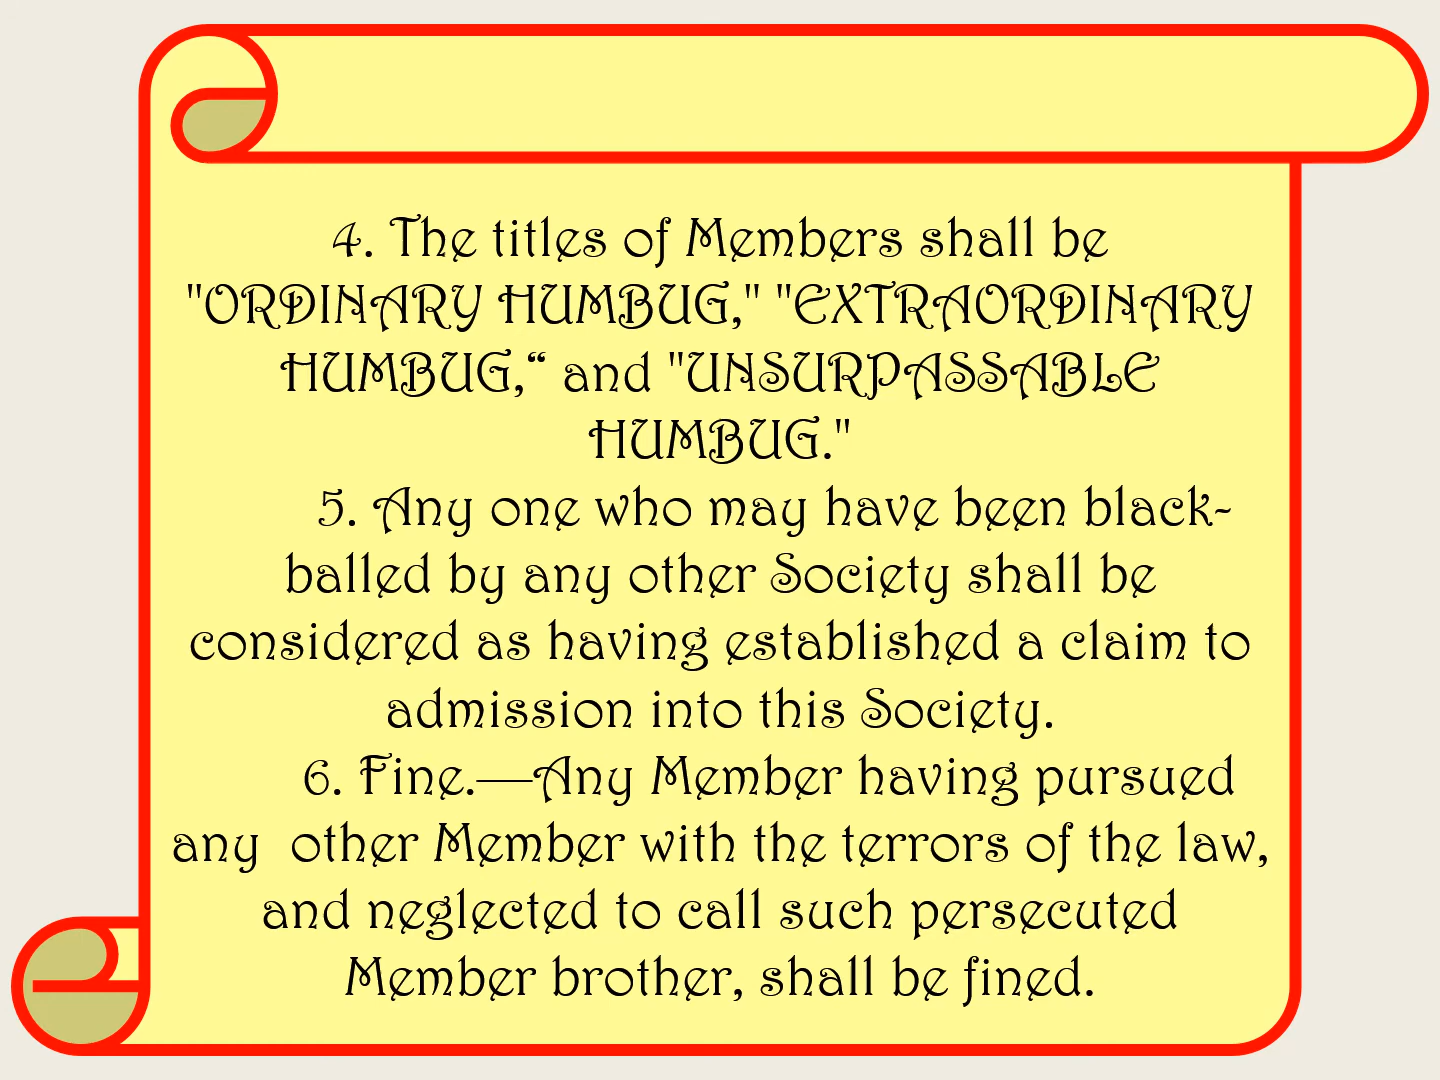 4. The titles of Members shall be
"ORDINARY HUMBUG," "EXTRAORDINARY
HUMBUG,“ and "UNSURPASSABLE
HUMBUG."
5. Any one who may have been black-
balled by any other Society shall be
considered as having established a claim to
admission into this Society.
6. Fine.—Any Member having pursued
any  other Member with the terrors of the law,
and neglected to call such persecuted
Member brother, shall be fined.